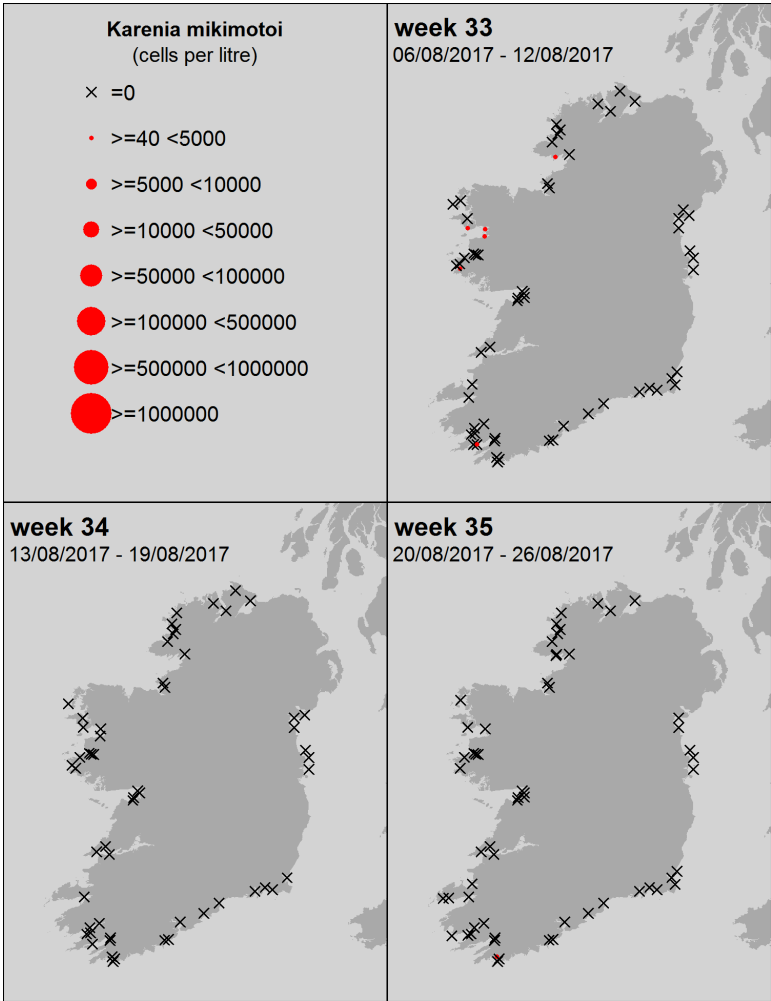 Karenia mikimotoi
(cells per litre)
=0
>=40 <5000
>=5000 <10000
>=10000 <50000
>=50000 <100000
>=100000 <500000
>=500000 <1000000
>=1000000
week 33
06/08/2017 - 12/08/2017
week 34
13/08/2017 - 19/08/2017
week 35
20/08/2017 - 26/08/2017